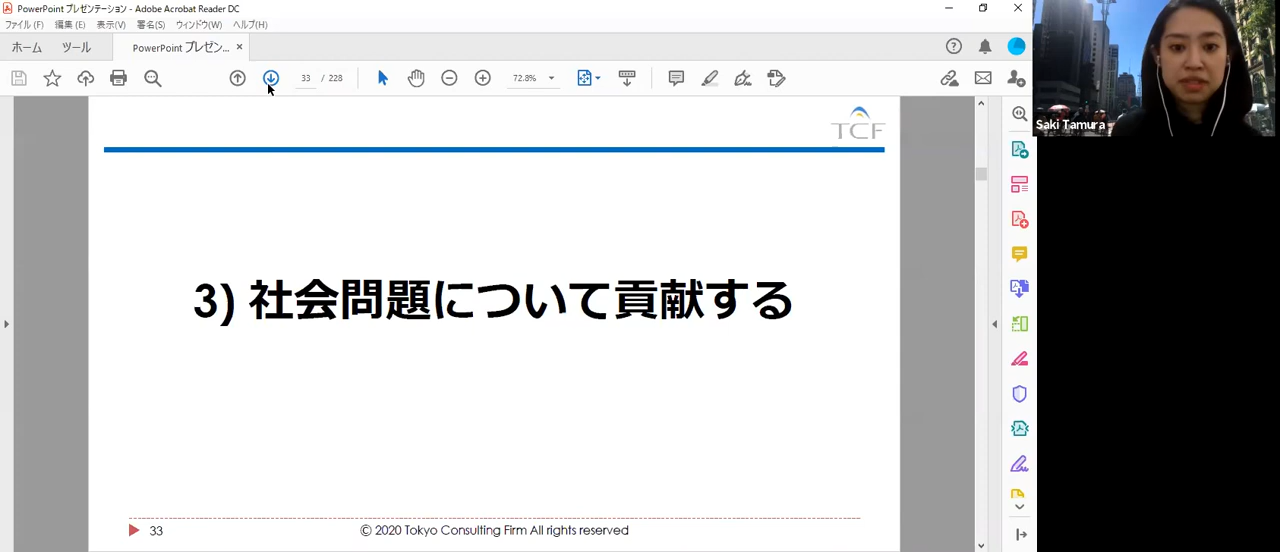 PowerPoint プレゼンテーション - Adobe Acrobat Reader DC
ファイル(F) 編集(E) 表示(V) 署名(S) ウィンドウ(W) ヘルプ(H)
ホーム ツール PowerPoint プレゼン... ×
33 / 228 72.8%
Saki Tamura
TCF
3) 社会問題について貢献する
33 © 2020 Tokyo Consulting Firm All rights reserved